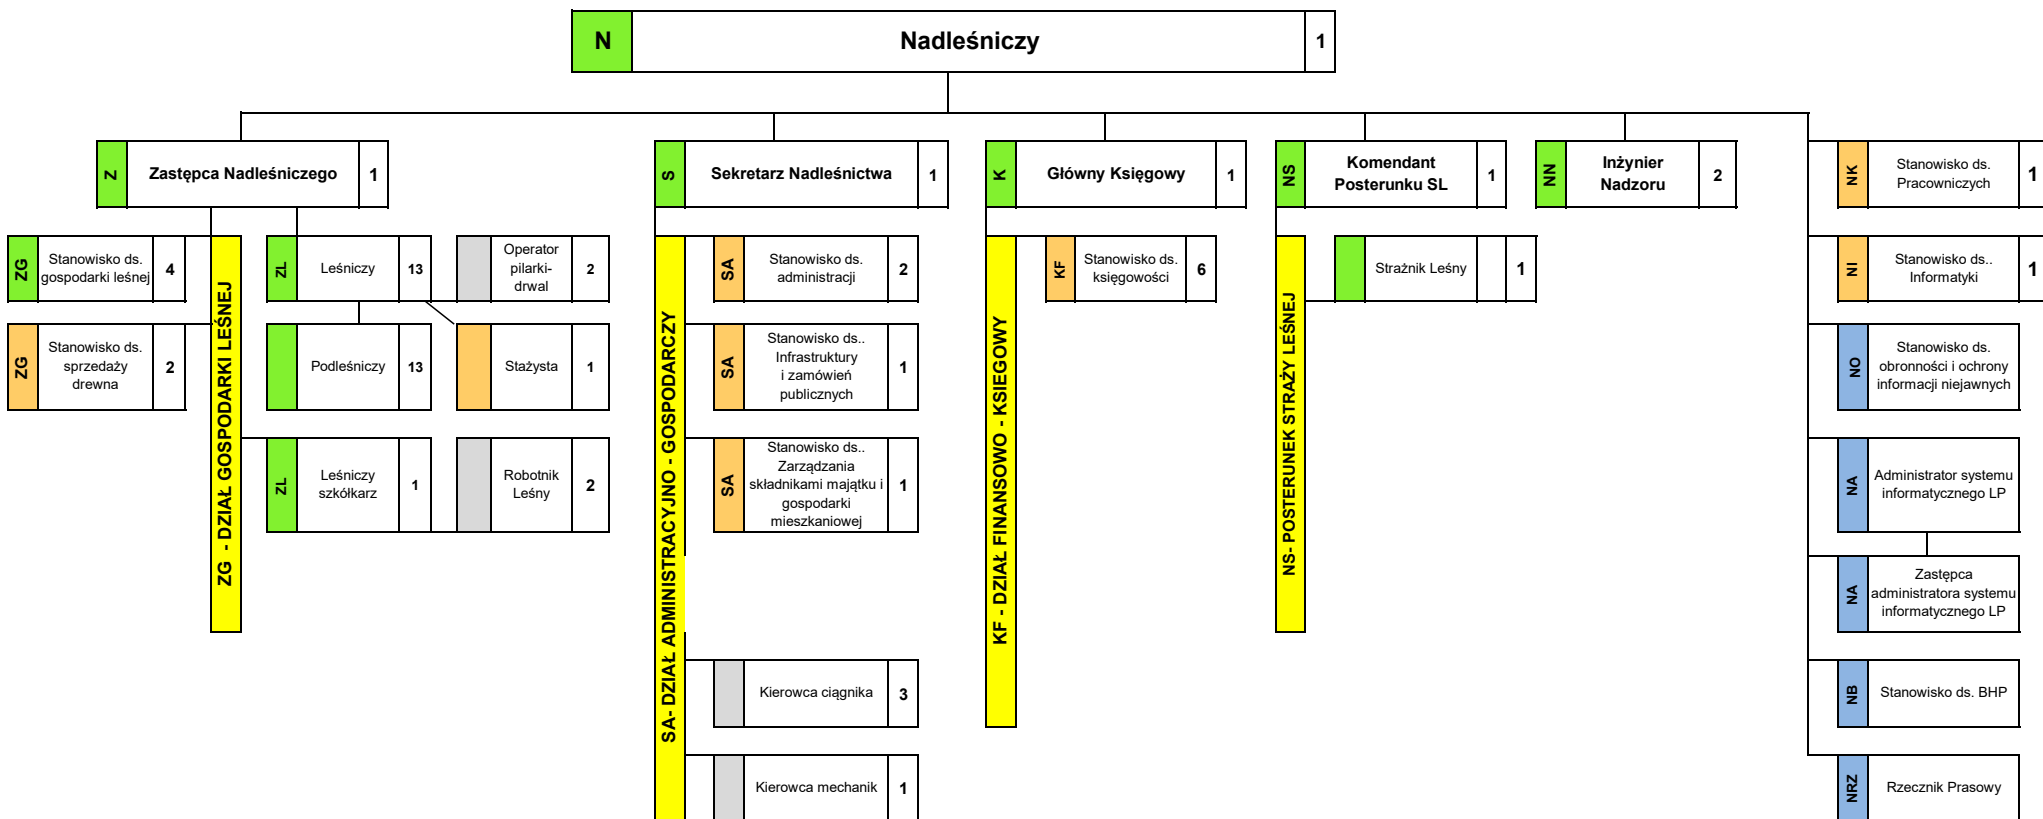 N
Nadleśniczy
1
Z
Zastępca Nadleśniczego
1
S
Sekretarz Nadleśnictwa
1
K
Główny Księgowy
1
NS
Komendant
Posterunku SL
1
NN
Inżynier
Nadzoru
2
NK
Stanowisko ds.
Pracowniczych
1
ZG
Stanowisko ds.
gospodarki leśnej
4
ZG
Stanowisko ds.
sprzedaży
drewna
2
ZG - DZIAŁ GOSPODARKI LEŚNEJ
ZL
Leśniczy
13
Operator
pilarki-
drwal
2
Podleśniczy
13
Stażysta
1
ZL
Leśniczy
szkółkarz
1
Robotnik
Leśny
2
SA- DZIAŁ ADMINISTRACYJNO - GOSPODARCZY
SA
Stanowisko ds.
administracji
2
SA
Stanowisko ds..
Infrastruktury
i zamówień
publicznych
1
SA
Stanowisko ds..
Zarządzania
składnikami majątku i
gospodarki
mieszkaniowej
1
Kierowca ciągnika
3
Kierowca mechanik
1
KF - DZIAŁ FINANSOWO - KSIEGOWY
KF
Stanowisko ds.
księgowości
6
NS- POSTERUNEK STRAŻY LEŚNEJ
Strażnik Leśny
1
NI
Stanowisko ds..
Informatyki
1
NO
Stanowisko ds.
obronności i ochrony
informacji niejawnych
NA
Administrator systemu
informatycznego LP
NA
Zastępca
administratora systemu
informatycznego LP
NB
Stanowisko ds. BHP
NRZ
Rzecznik Prasowy